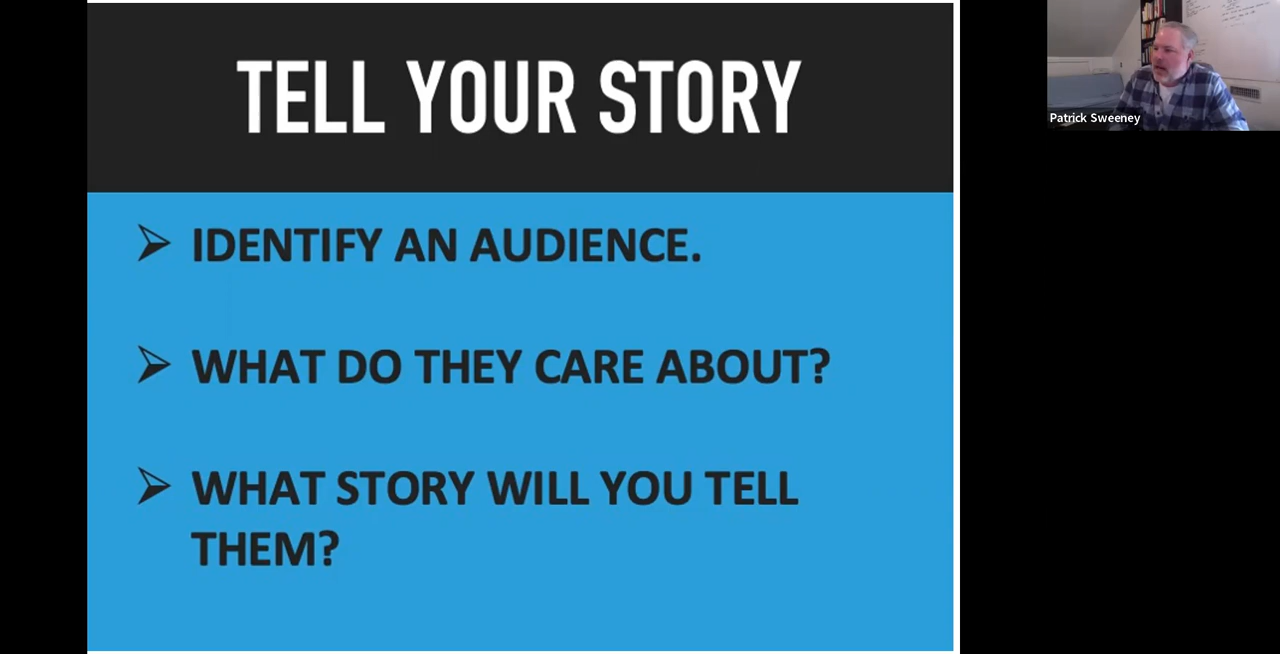 TELL YOUR STORY
➢ IDENTIFY AN AUDIENCE.
➢ WHAT DO THEY CARE ABOUT?
➢ WHAT STORY WILL YOU TELL
THEM?
Patrick Sweeney